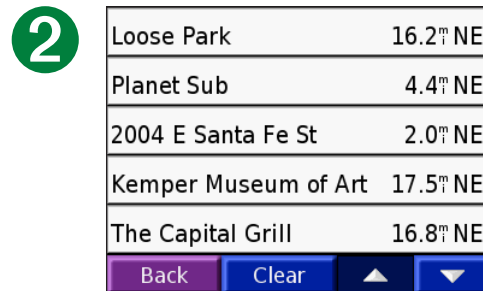 2
Loose Park 16.2mi NE
Planet Sub 4.4mi NE
2004 E Santa Fe St 2.0mi NE
Kemper Museum of Art 17.5mi NE
The Capital Grill 16.8mi NE
Back Clear